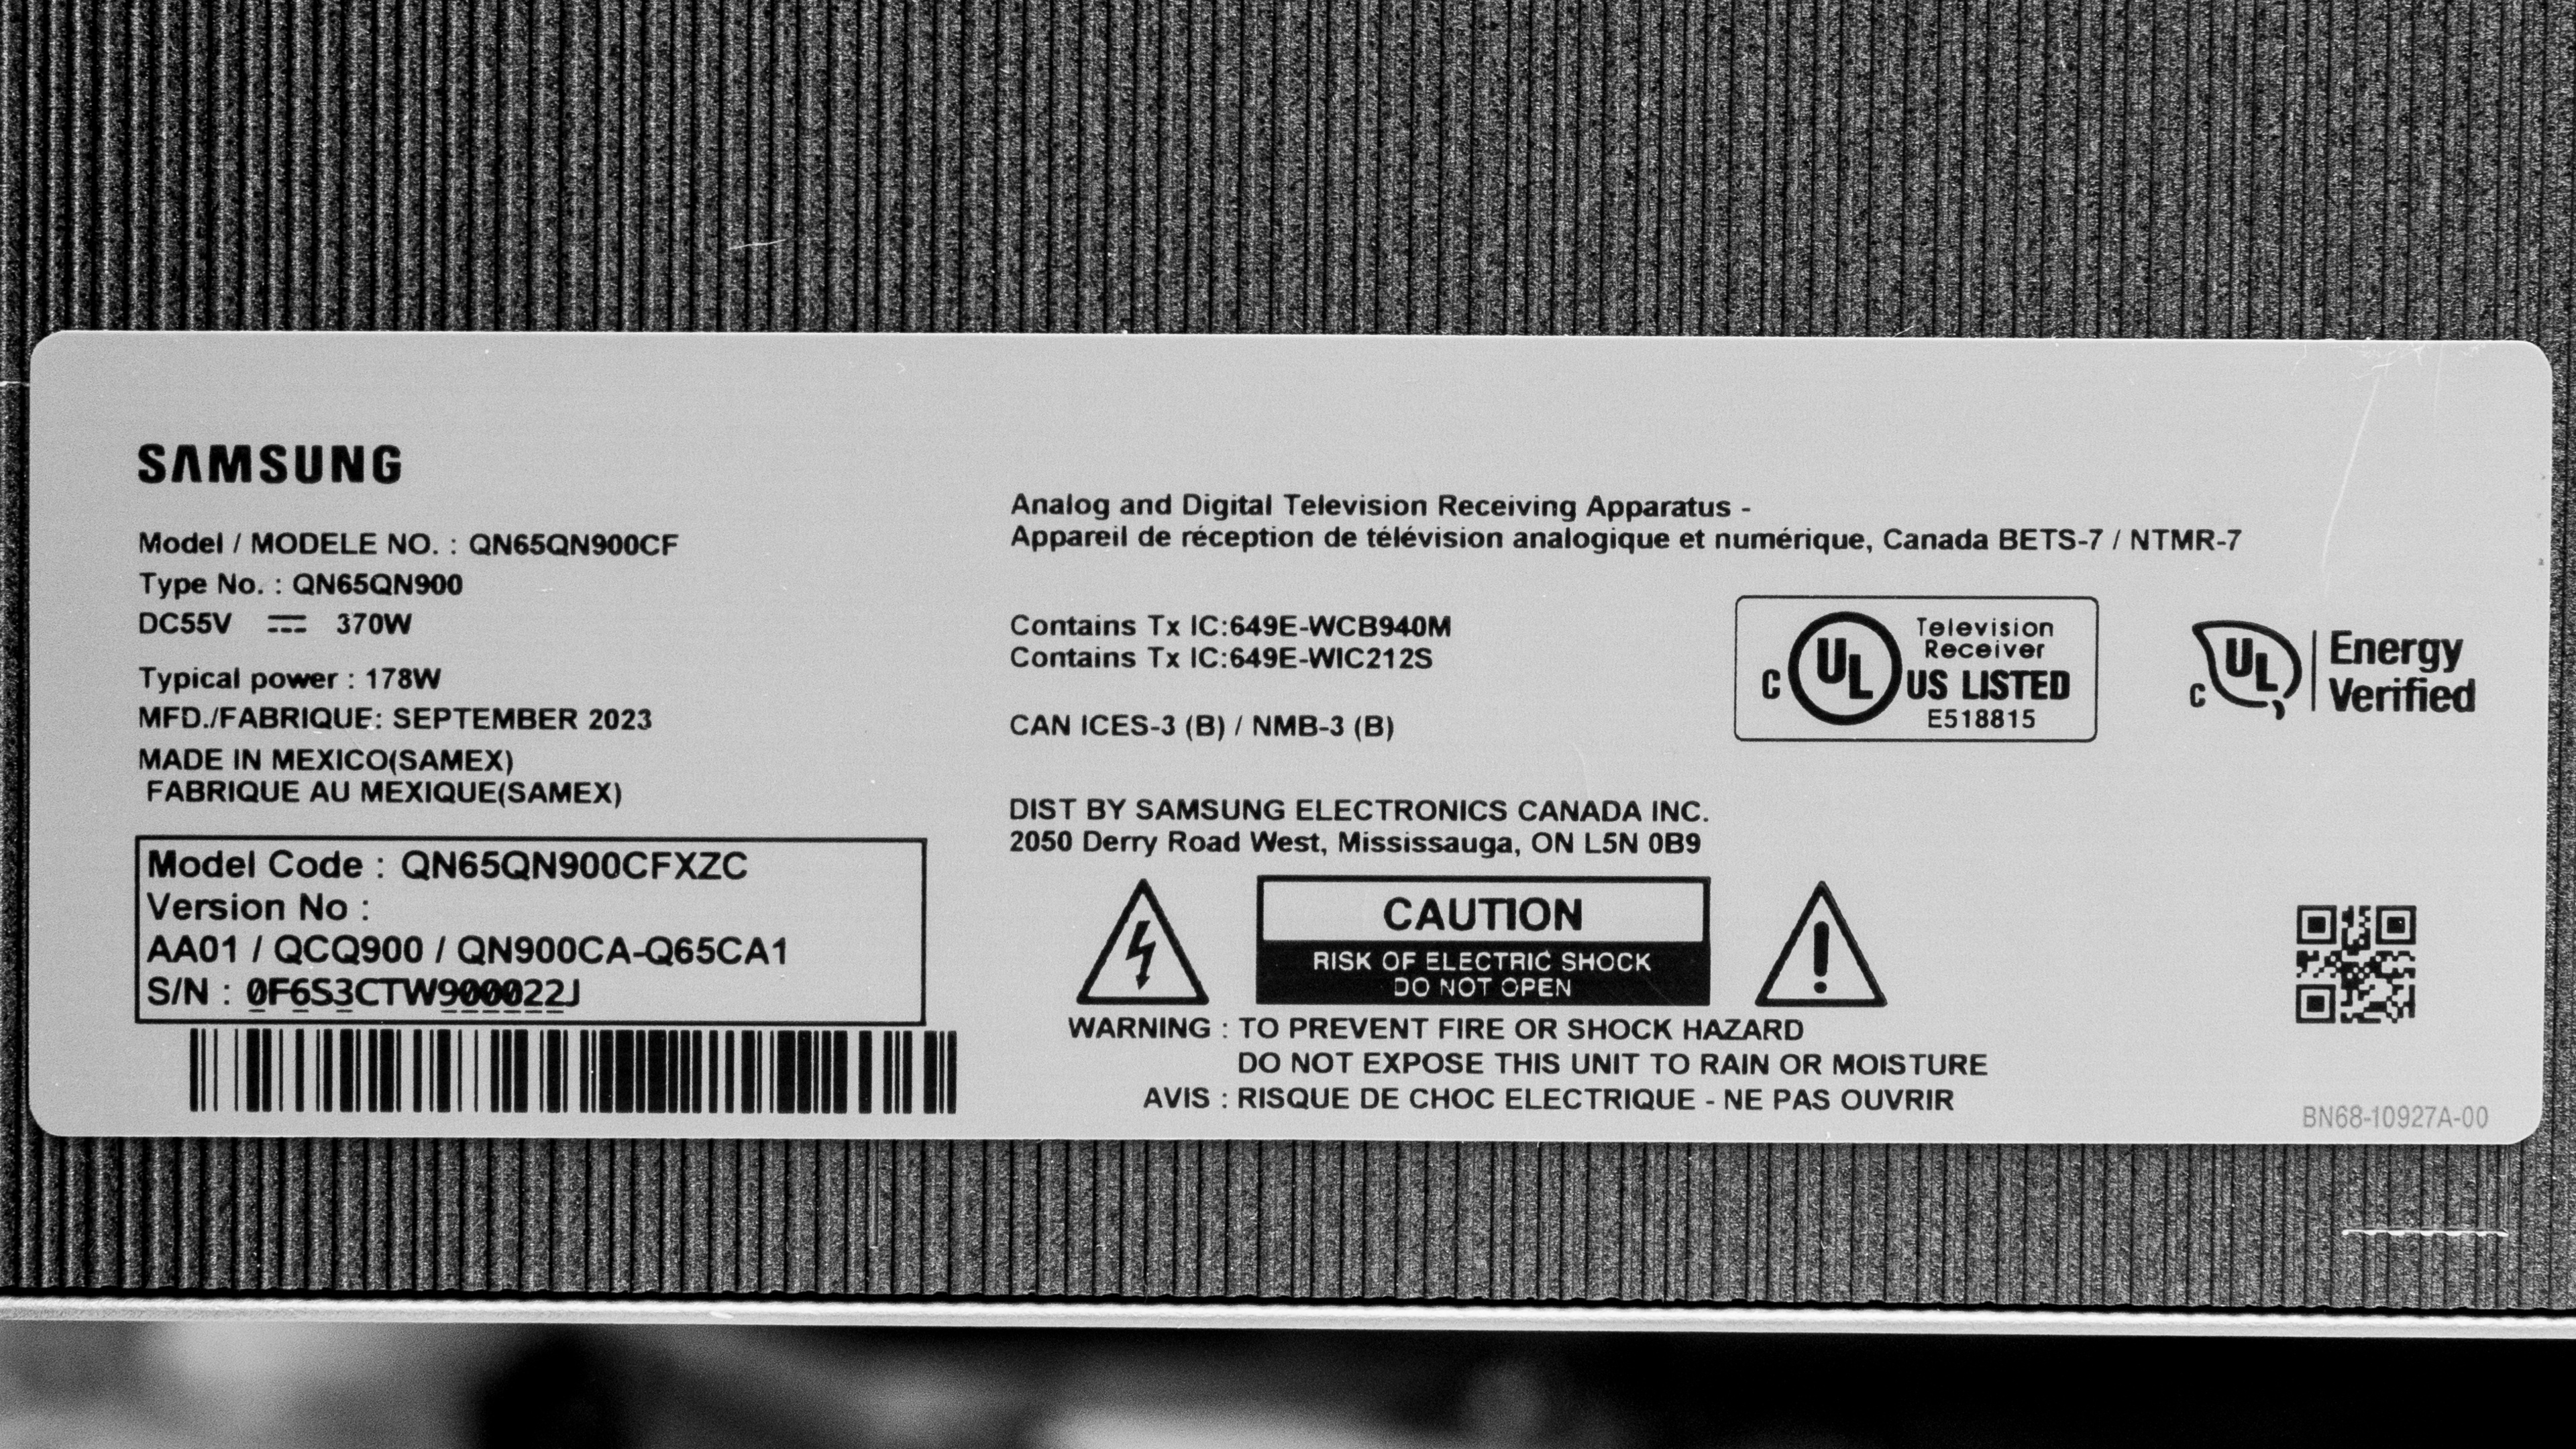 SAMSUNG
Model / MODELE NO. : QN65QN900CF
Type No. : QN65QN900
DC55V ⎓ 370W
Typical power : 178W
MFD./FABRIQUE: SEPTEMBER 2023
MADE IN MEXICO(SAMEX)
FABRIQUE AU MEXIQUE(SAMEX)
Model Code : QN65QN900CFXZC
Version No :
AA01 / QCQ900 / QN900CA-Q65CA1
S/N : 0F6S3CTW900022J
Analog and Digital Television Receiving Apparatus -
Appareil de réception de télévision analogique et numérique, Canada BETS-7 / NTMR-7
Contains Tx IC:649E-WCB940M
Contains Tx IC:649E-WIC212S
CAN ICES-3 (B) / NMB-3 (B)
C UL US LISTED
Television
Receiver
E518815
C UL Energy
Verified
DIST BY SAMSUNG ELECTRONICS CANADA INC.
2050 Derry Road West, Mississauga, ON L5N 0B9
CAUTION
RISK OF ELECTRIC SHOCK
DO NOT OPEN
WARNING : TO PREVENT FIRE OR SHOCK HAZARD
DO NOT EXPOSE THIS UNIT TO RAIN OR MOISTURE
AVIS : RISQUE DE CHOC ELECTRIQUE - NE PAS OUVRIR
BN68-10927A-00